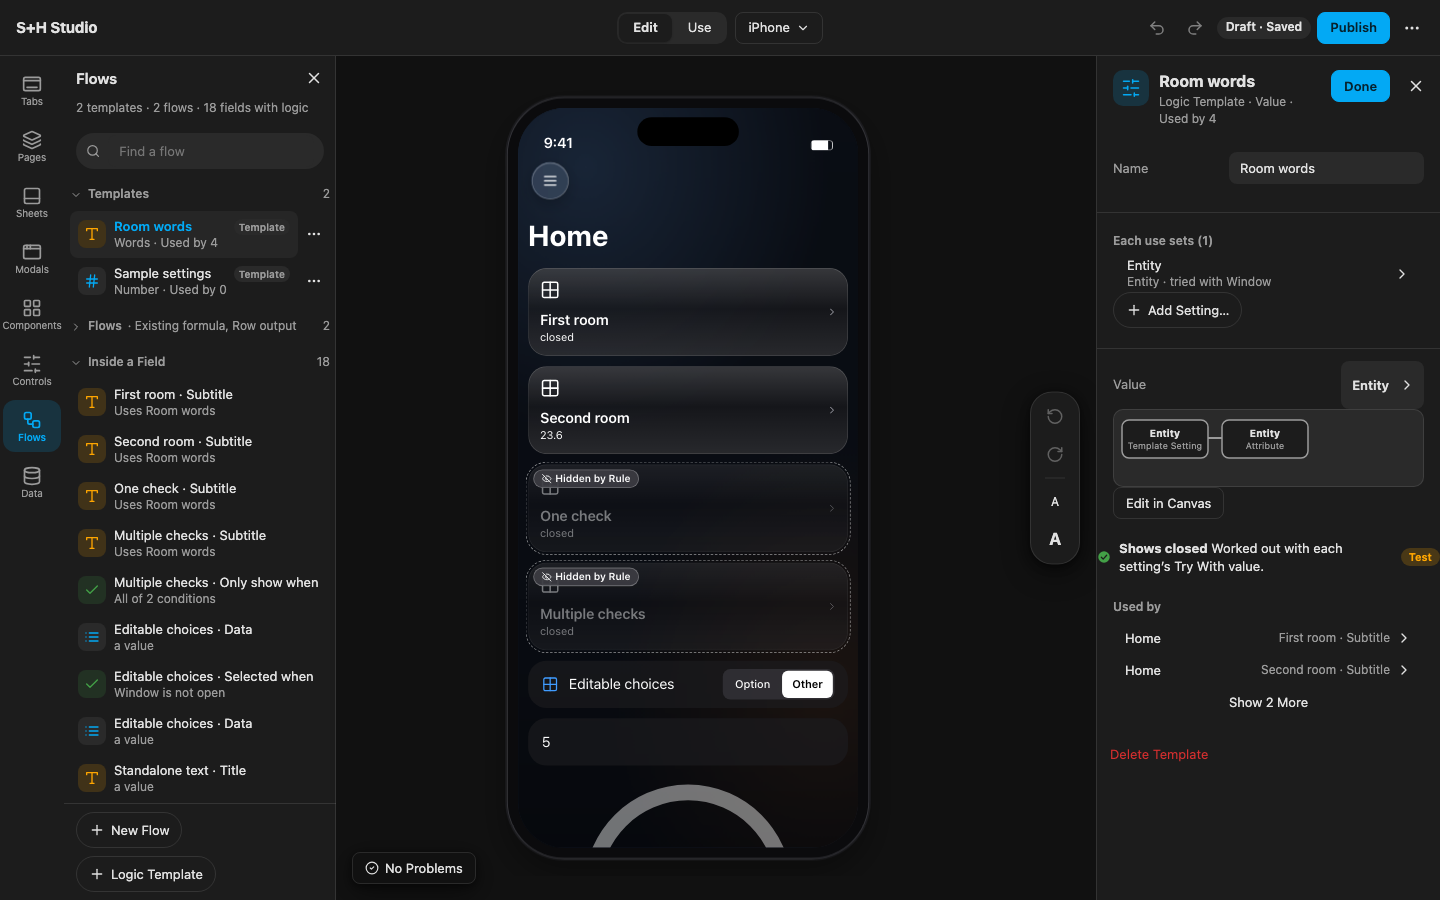 S+H Studio
Edit
Use
iPhone
Draft · Saved
Publish
Tabs
Pages
Sheets
Modals
Components
Controls
Flows
Data
Flows
2 templates · 2 flows · 18 fields with logic
Find a flow
Templates
2
Room words
Template
Words · Used by 4
Sample settings
Template
Number · Used by 0
Flows · Existing formula, Row output
2
Inside a Field
18
First room · Subtitle
Uses Room words
Second room · Subtitle
Uses Room words
One check · Subtitle
Uses Room words
Multiple checks · Subtitle
Uses Room words
Multiple checks · Only show when
All of 2 conditions
Editable choices · Data
a value
Editable choices · Selected when
Window is not open
Editable choices · Data
a value
Standalone text · Title
a value
New Flow
Logic Template
9:41
Home
First room
closed
Second room
23.6
Hidden by Rule
One check
closed
Hidden by Rule
Multiple checks
closed
Editable choices
Option
Other
5
No Problems
A
A
Room words
Logic Template · Value ·
Used by 4
Done
Name
Room words
Each use sets (1)
Entity
Entity · tried with Window
Add Setting...
Value
Entity
Entity
Template Setting
Entity
Attribute
Edit in Canvas
Shows closed Worked out with each
setting's Try With value.
Test
Used by
Home
First room · Subtitle
Home
Second room · Subtitle
Show 2 More
Delete Template